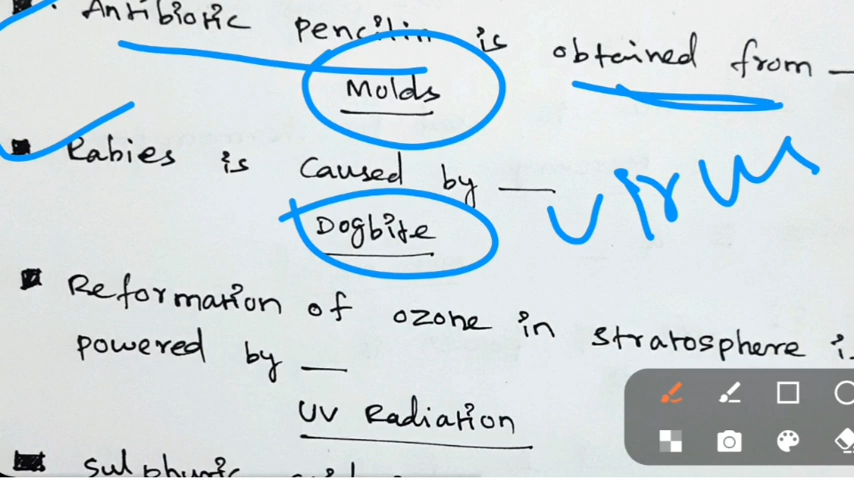 Antibiotic Pencilin is obtained from
Molds
Rabies is caused by
Dogbite
virus
Reformation of ozone in stratosphere
powered by
UV Radiation
Sulphuric